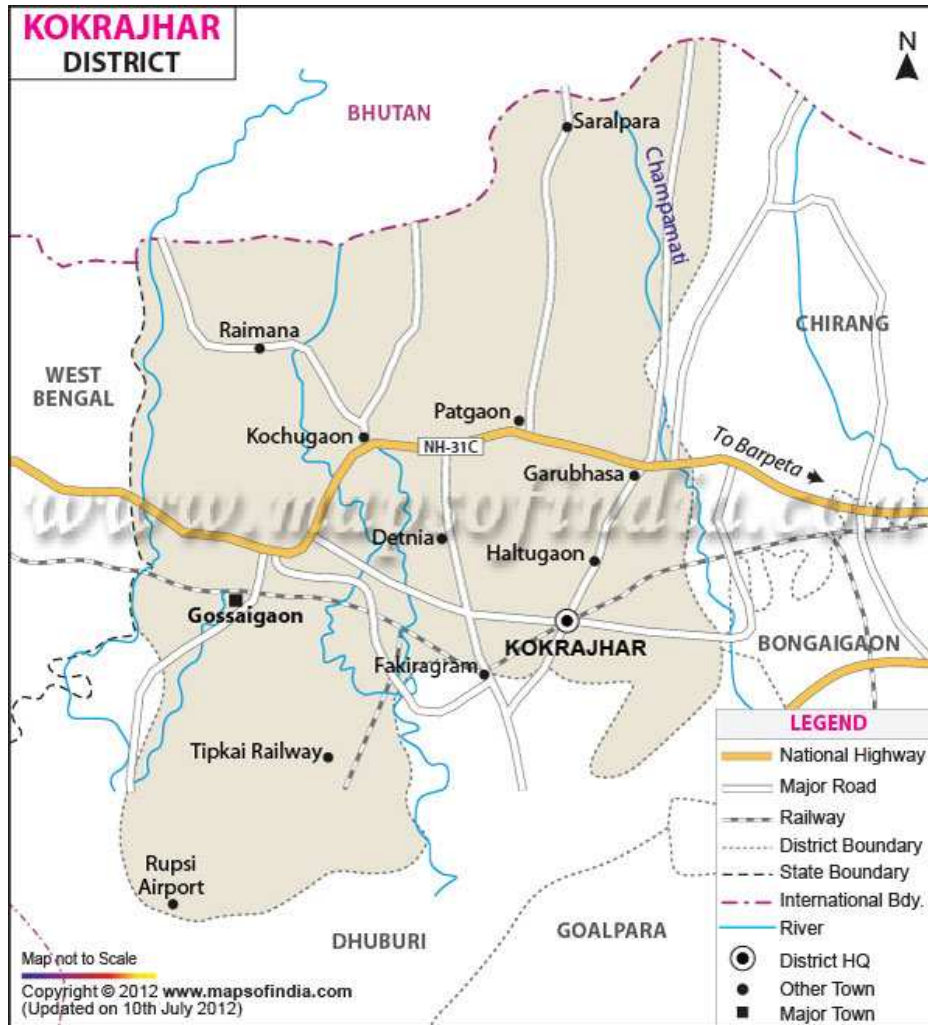 KOKRAJHAR
DISTRICT
N
BHUTAN
Saralpara
Champamati
CHIRANG
Raimana
WEST
BENGAL
Patgaon
Kochugaon
NH-31C
To Barpeta
Garubhasa
www.mapsofindia.com
Detnia
Haltugaon
Gossaigaon
KOKRAJHAR
BONGAIGAON
Fakiragram
LEGEND
Tipkai Railway
National Highway
Major Road
Railway
District Boundary
State Boundary
International Bdy.
River
District HQ
Other Town
Major Town
Rupsi
Airport
DHUBURI
GOALPARA
Map not to Scale
Copyright © 2012 www.mapsofindia.com
(Updated on 10th July 2012)